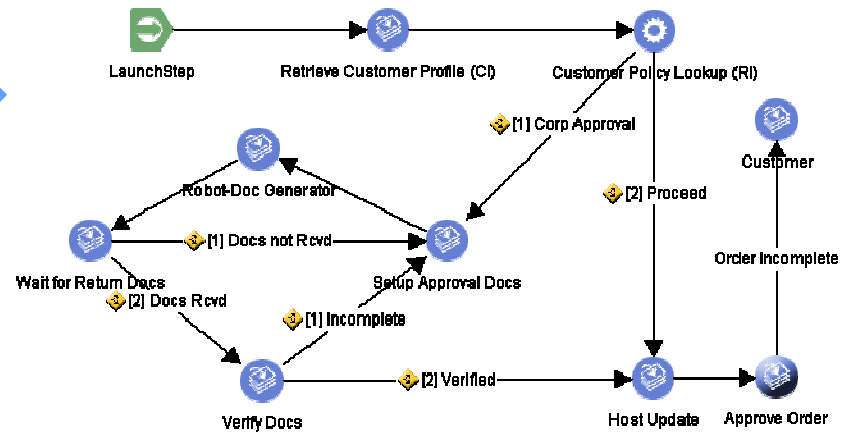 LaunchStep
Retrieve Customer Profile (CI)
Customer Policy Lookup (RI)
[1] Corp Approval
Customer
Robot-Doc Generator
[2] Proceed
[1] Docs not Rcvd
Order Incomplete
Wait for Return Docs
Setup Approval Docs
[2] Docs Rcvd
[1] Incomplete
[2] Verified
Verify Docs
Host Update
Approve Order